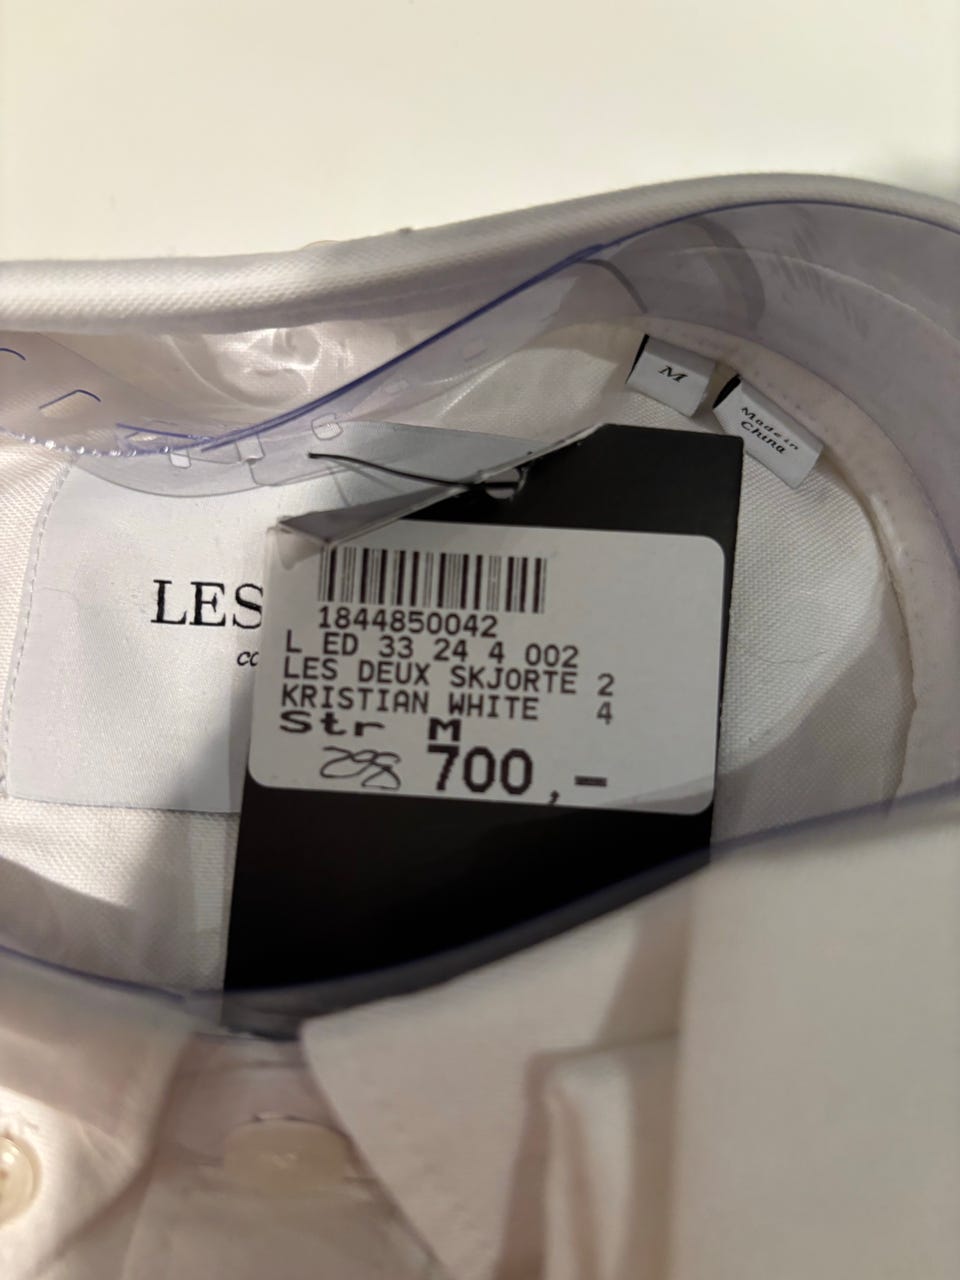 M
Made in
China
LES
co
1844850042
L ED 33 24 4 002
LES DEUX SKJORTE 2
KRISTIAN WHITE 4
Str M
298 700,-